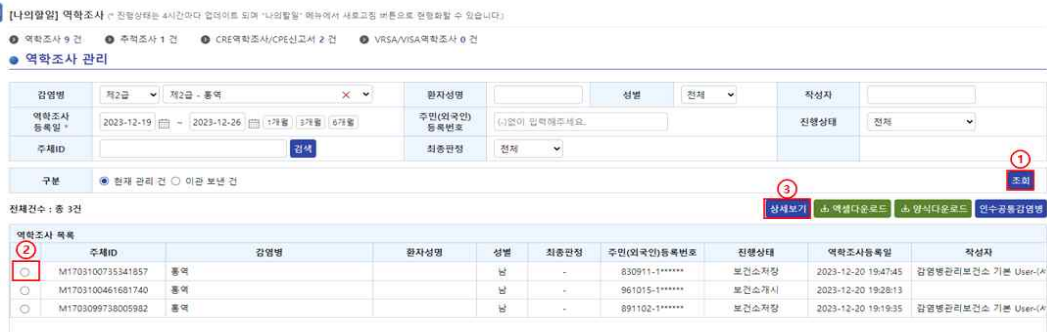 [나의할일] 역학조사 (* 진행상태는 4시간마다 업데이트 되며 "나의할일" 메뉴에서 새로고침 버튼으로 현행화할 수 있습니다.)
역학조사 9 건 추적조사 1 건 CRE역학조사/CPE신고서 2 건 VRSA/VISA역학조사 0 건
역학조사 관리
감염병 제2급 제2급 - 홍역 × 환자성명 성별 전체 작성자
역학조사 등록일 * 2023-12-19 ~ 2023-12-26 1개월 3개월 6개월 주민(외국인) 등록번호 (-)없이 입력해주세요. 진행상태 전체
주체ID 검색 최종판정 전체
구분 현재 관리 건 이관 보낸 건 ① 조회
전체건수 : 총 3건 ③ 상세보기 엑셀다운로드 양식다운로드 인수공통감염병
역학조사 목록
② 주체ID 감염병 환자성명 성별 최종판정 주민(외국인)등록번호 진행상태 역학조사등록일 작성자
M1703100735341857 홍역 남 - 830911-1****** 보건소저장 2023-12-20 19:47:45 감염병관리보건소 기본 User-(서
M1703100461681740 홍역 남 - 961015-1****** 보건소개시 2023-12-20 19:28:13
M1703099738005982 홍역 남 - 891102-1****** 보건소저장 2023-12-20 19:19:35 감염병관리보건소 기본 User-(서